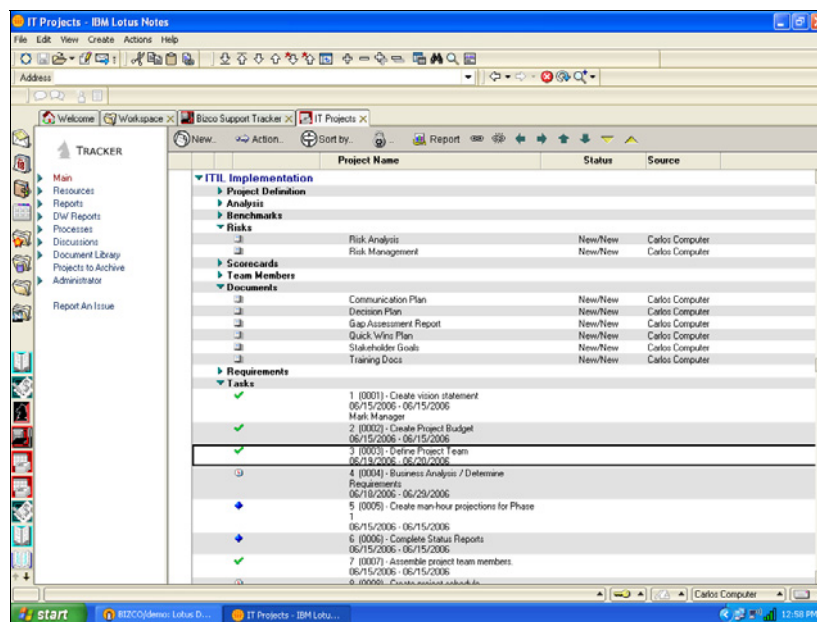 IT Projects - IBM Lotus Notes
File Edit View Create Actions Help
Address
Welcome Workspace Bizco Support Tracker IT Projects
TRACKER
Main
Resources
Reports
DW Reports
Processes
Discussions
Document Library
Projects to Archive
Administrator
Report An Issue
New.. Action.. Sort by.. Report
Project Name Status Source
ITIL Implementation
Project Definition
Analysis
Benchmarks
Risks
Risk Analysis New/New Carlos Computer
Risk Management New/New Carlos Computer
Scorecards
Team Members
Documents
Communication Plan New/New Carlos Computer
Decision Plan New/New Carlos Computer
Gap Assessment Report New/New Carlos Computer
Quick Wins Plan New/New Carlos Computer
Stakeholder Goals New/New Carlos Computer
Training Docs New/New Carlos Computer
Requirements
Tasks
1 (0001) - Create vision statement
06/15/2006 - 06/15/2006
Mark Manager
2 (0002) - Create Project Budget
06/15/2006 - 06/15/2006
3 (0003) - Define Project Team
06/19/2006 - 06/20/2006
4 (0004) - Business Analysis / Determine
Requirements
06/18/2006 - 06/29/2006
5 (0005) - Create man-hour projections for Phase
1
06/15/2006 - 06/15/2006
6 (0006) - Complete Status Reports
06/15/2006 - 06/15/2006
7 (0007) - Assemble project team members.
06/15/2006 - 06/15/2006
Create project schedule
Carlos Computer
start BIZCO/demo: Lotus D... IT Projects - IBM Lotu... 12:58 PM